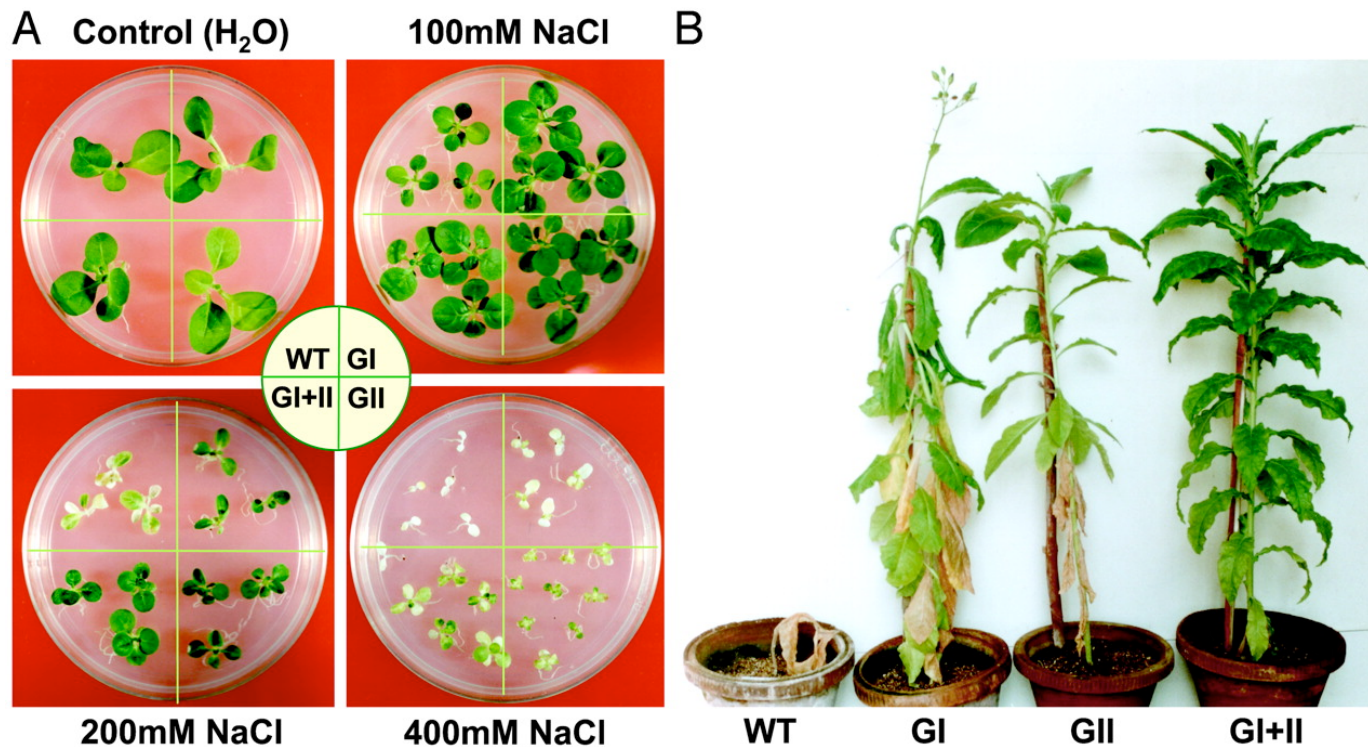 A
Control (H₂O)
100mM NaCl
WT GI
GI+II GII
200mM NaCl
400mM NaCl
B
WT GI GII GI+II